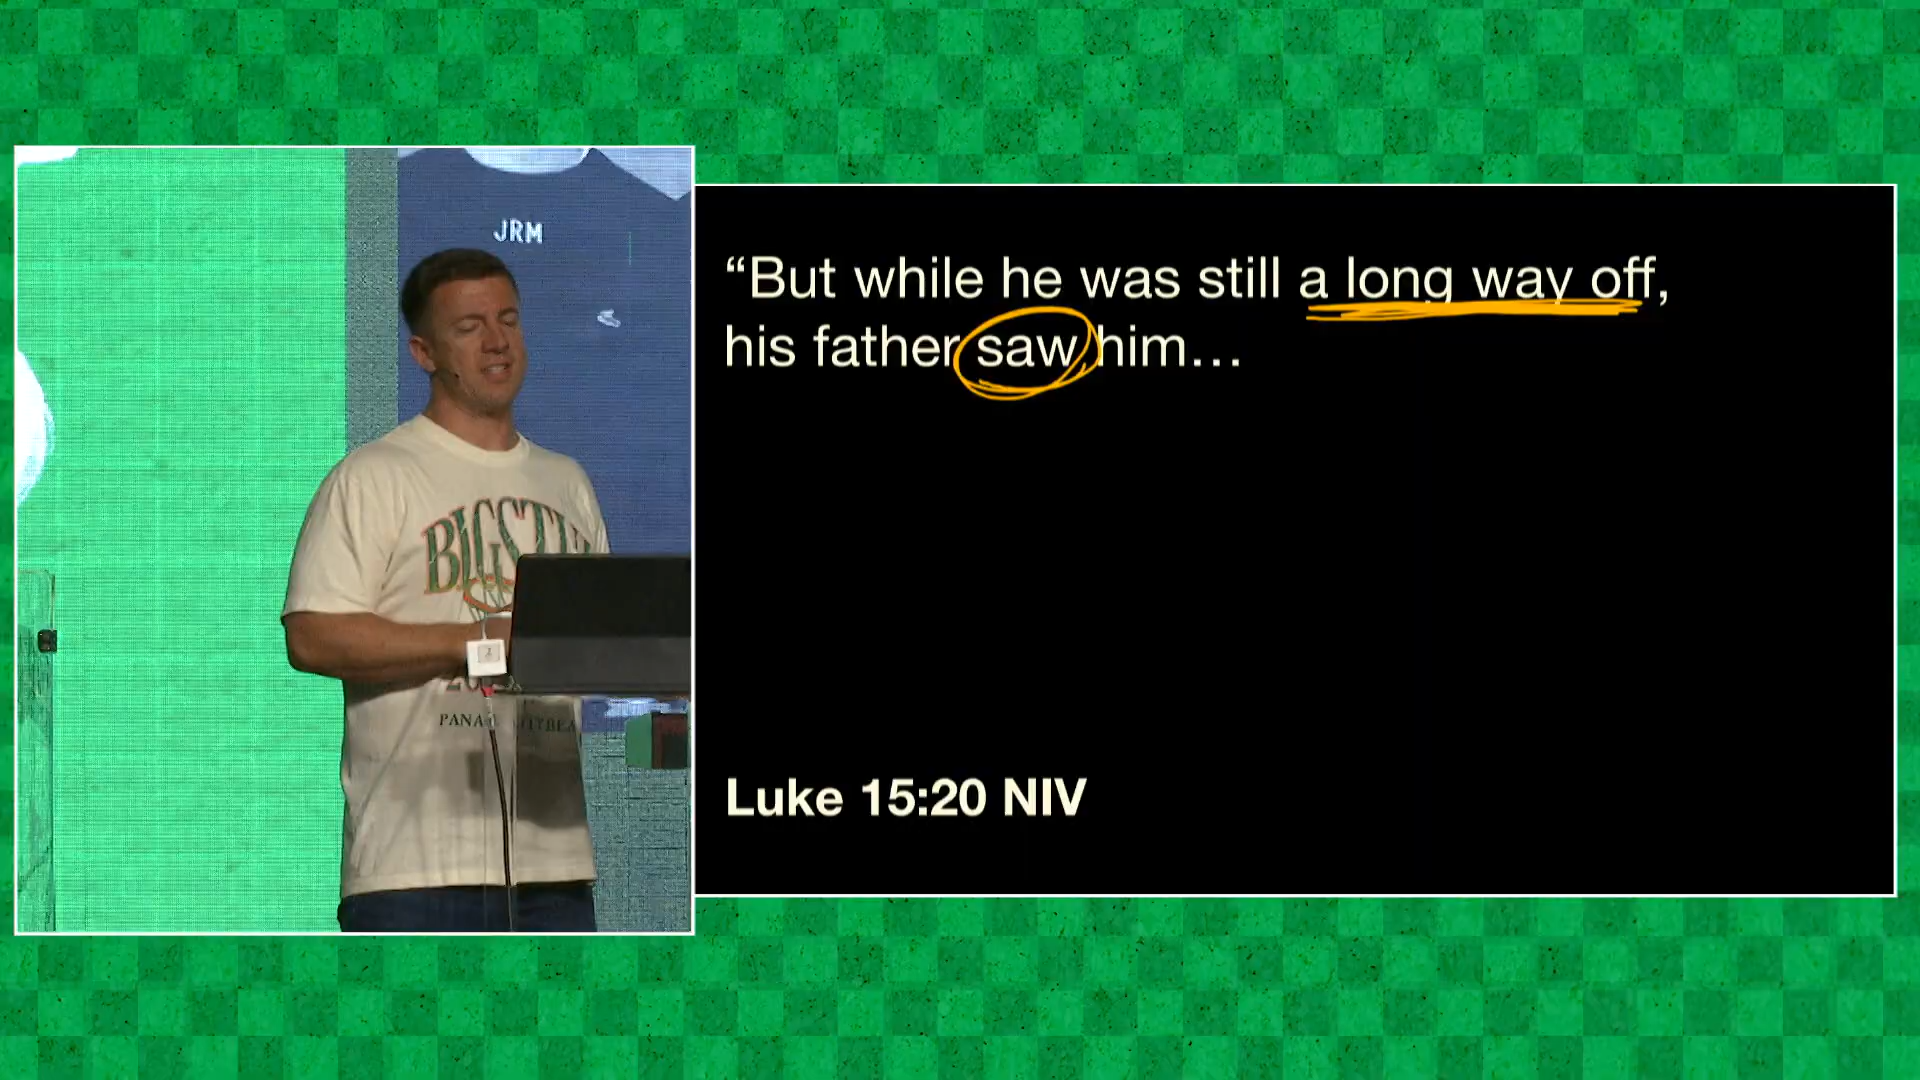 JRM
“But while he was still a long way off,
his father saw him…
Luke 15:20 NIV